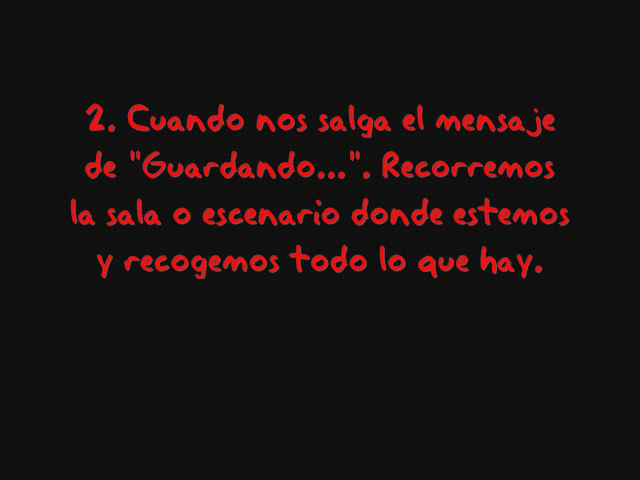 2. Cuando nos salga el mensaje
de "Guardando...". Recorremos
la sala o escenario donde estemos
y recogemos todo lo que hay.